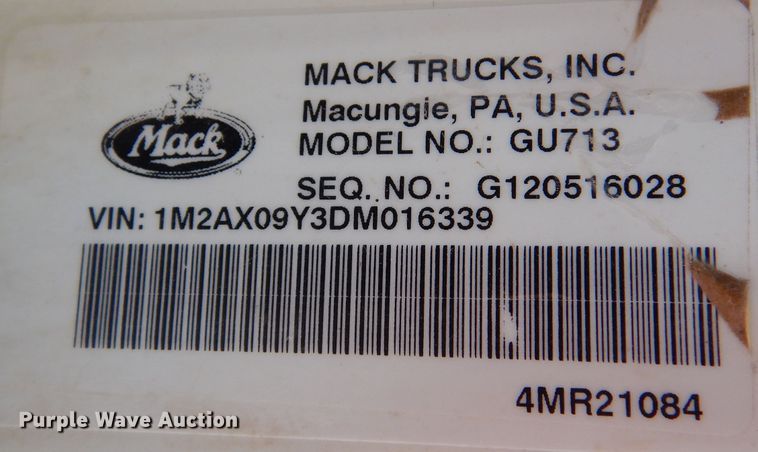 Mack
MACK TRUCKS, INC.
Macungie, PA, U.S.A.
MODEL NO.: GU713
SEQ. NO.: G120516028
VIN: 1M2AX09Y3DM016339
4MR21084
Purple Wave Auction